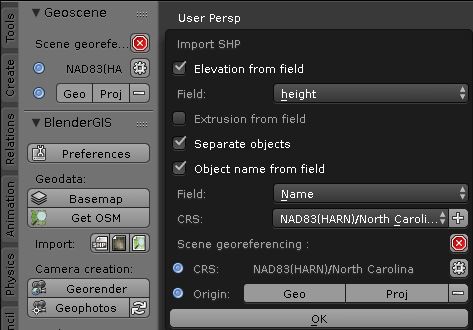 Tools
Create
Relations
Animation
Physics
Geoscene
Scene georefe...
NAD83(HA
Geo
Proj
BlenderGIS
Preferences
Geodata:
Basemap
Get OSM
Import:
SHP
Camera creation:
Georender
Geophotos
User Persp
Import SHP
Elevation from field
Field:
height
Extrusion from field
Separate objects
Object name from field
Field:
Name
CRS:
NAD83(HARN)/North Caroli...
Scene georeferencing :
CRS:
NAD83(HARN)/North Carolina
Origin:
Geo
Proj
OK